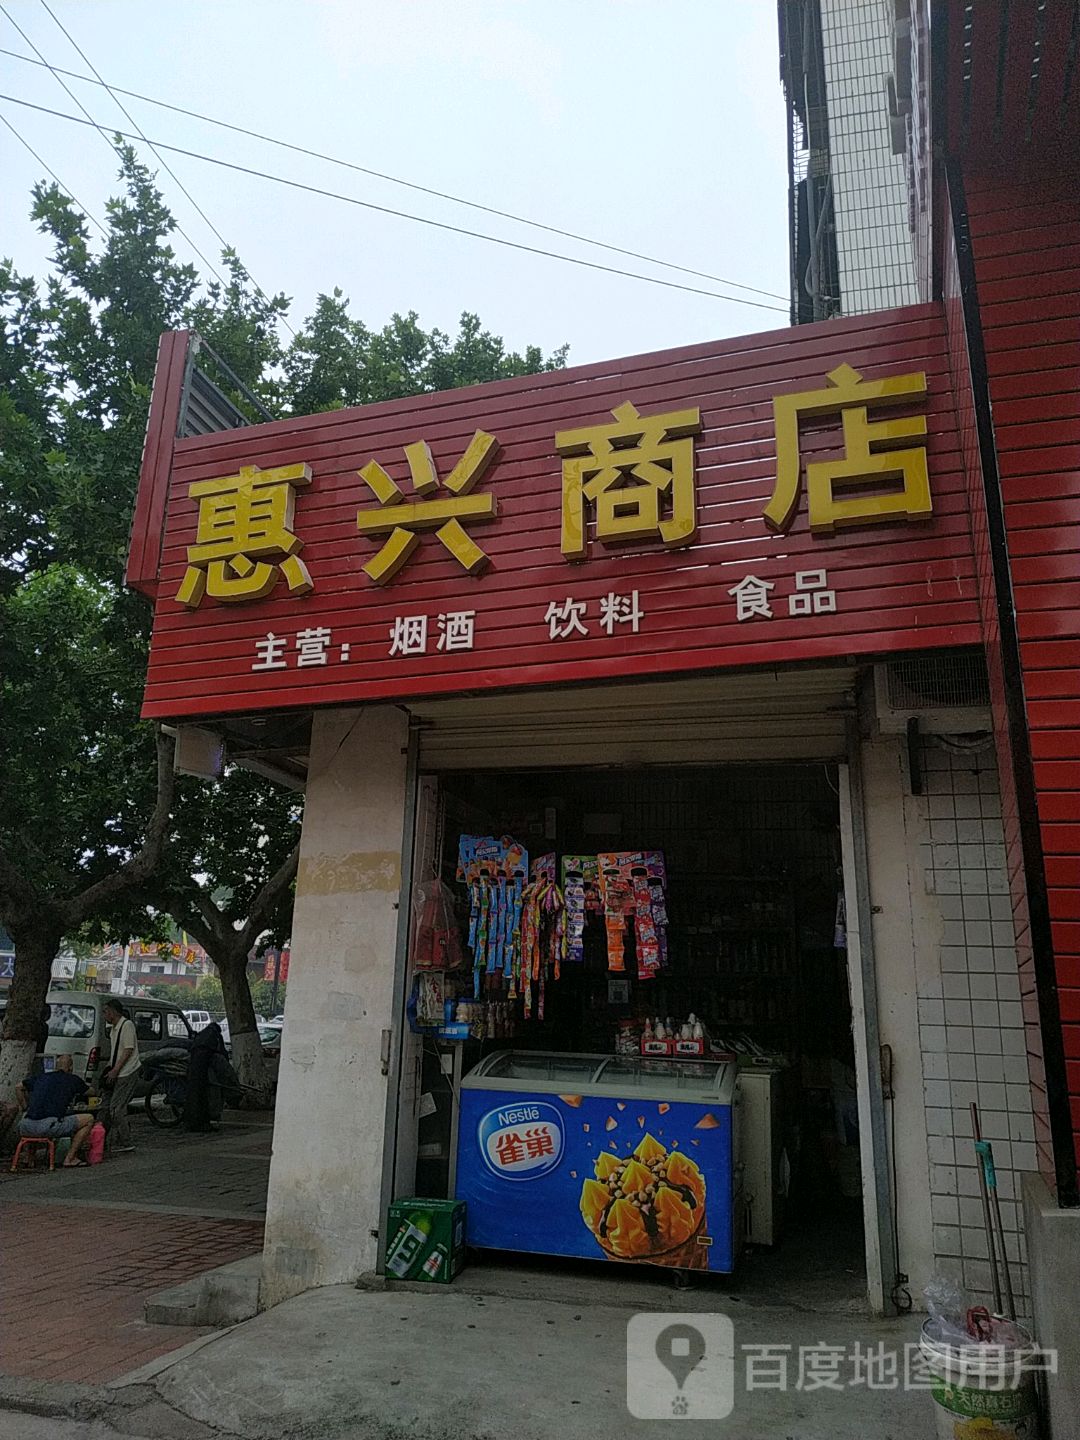 惠兴商店
主营：烟酒 饮料 食品
Nestlé
雀巢
百度地图用户